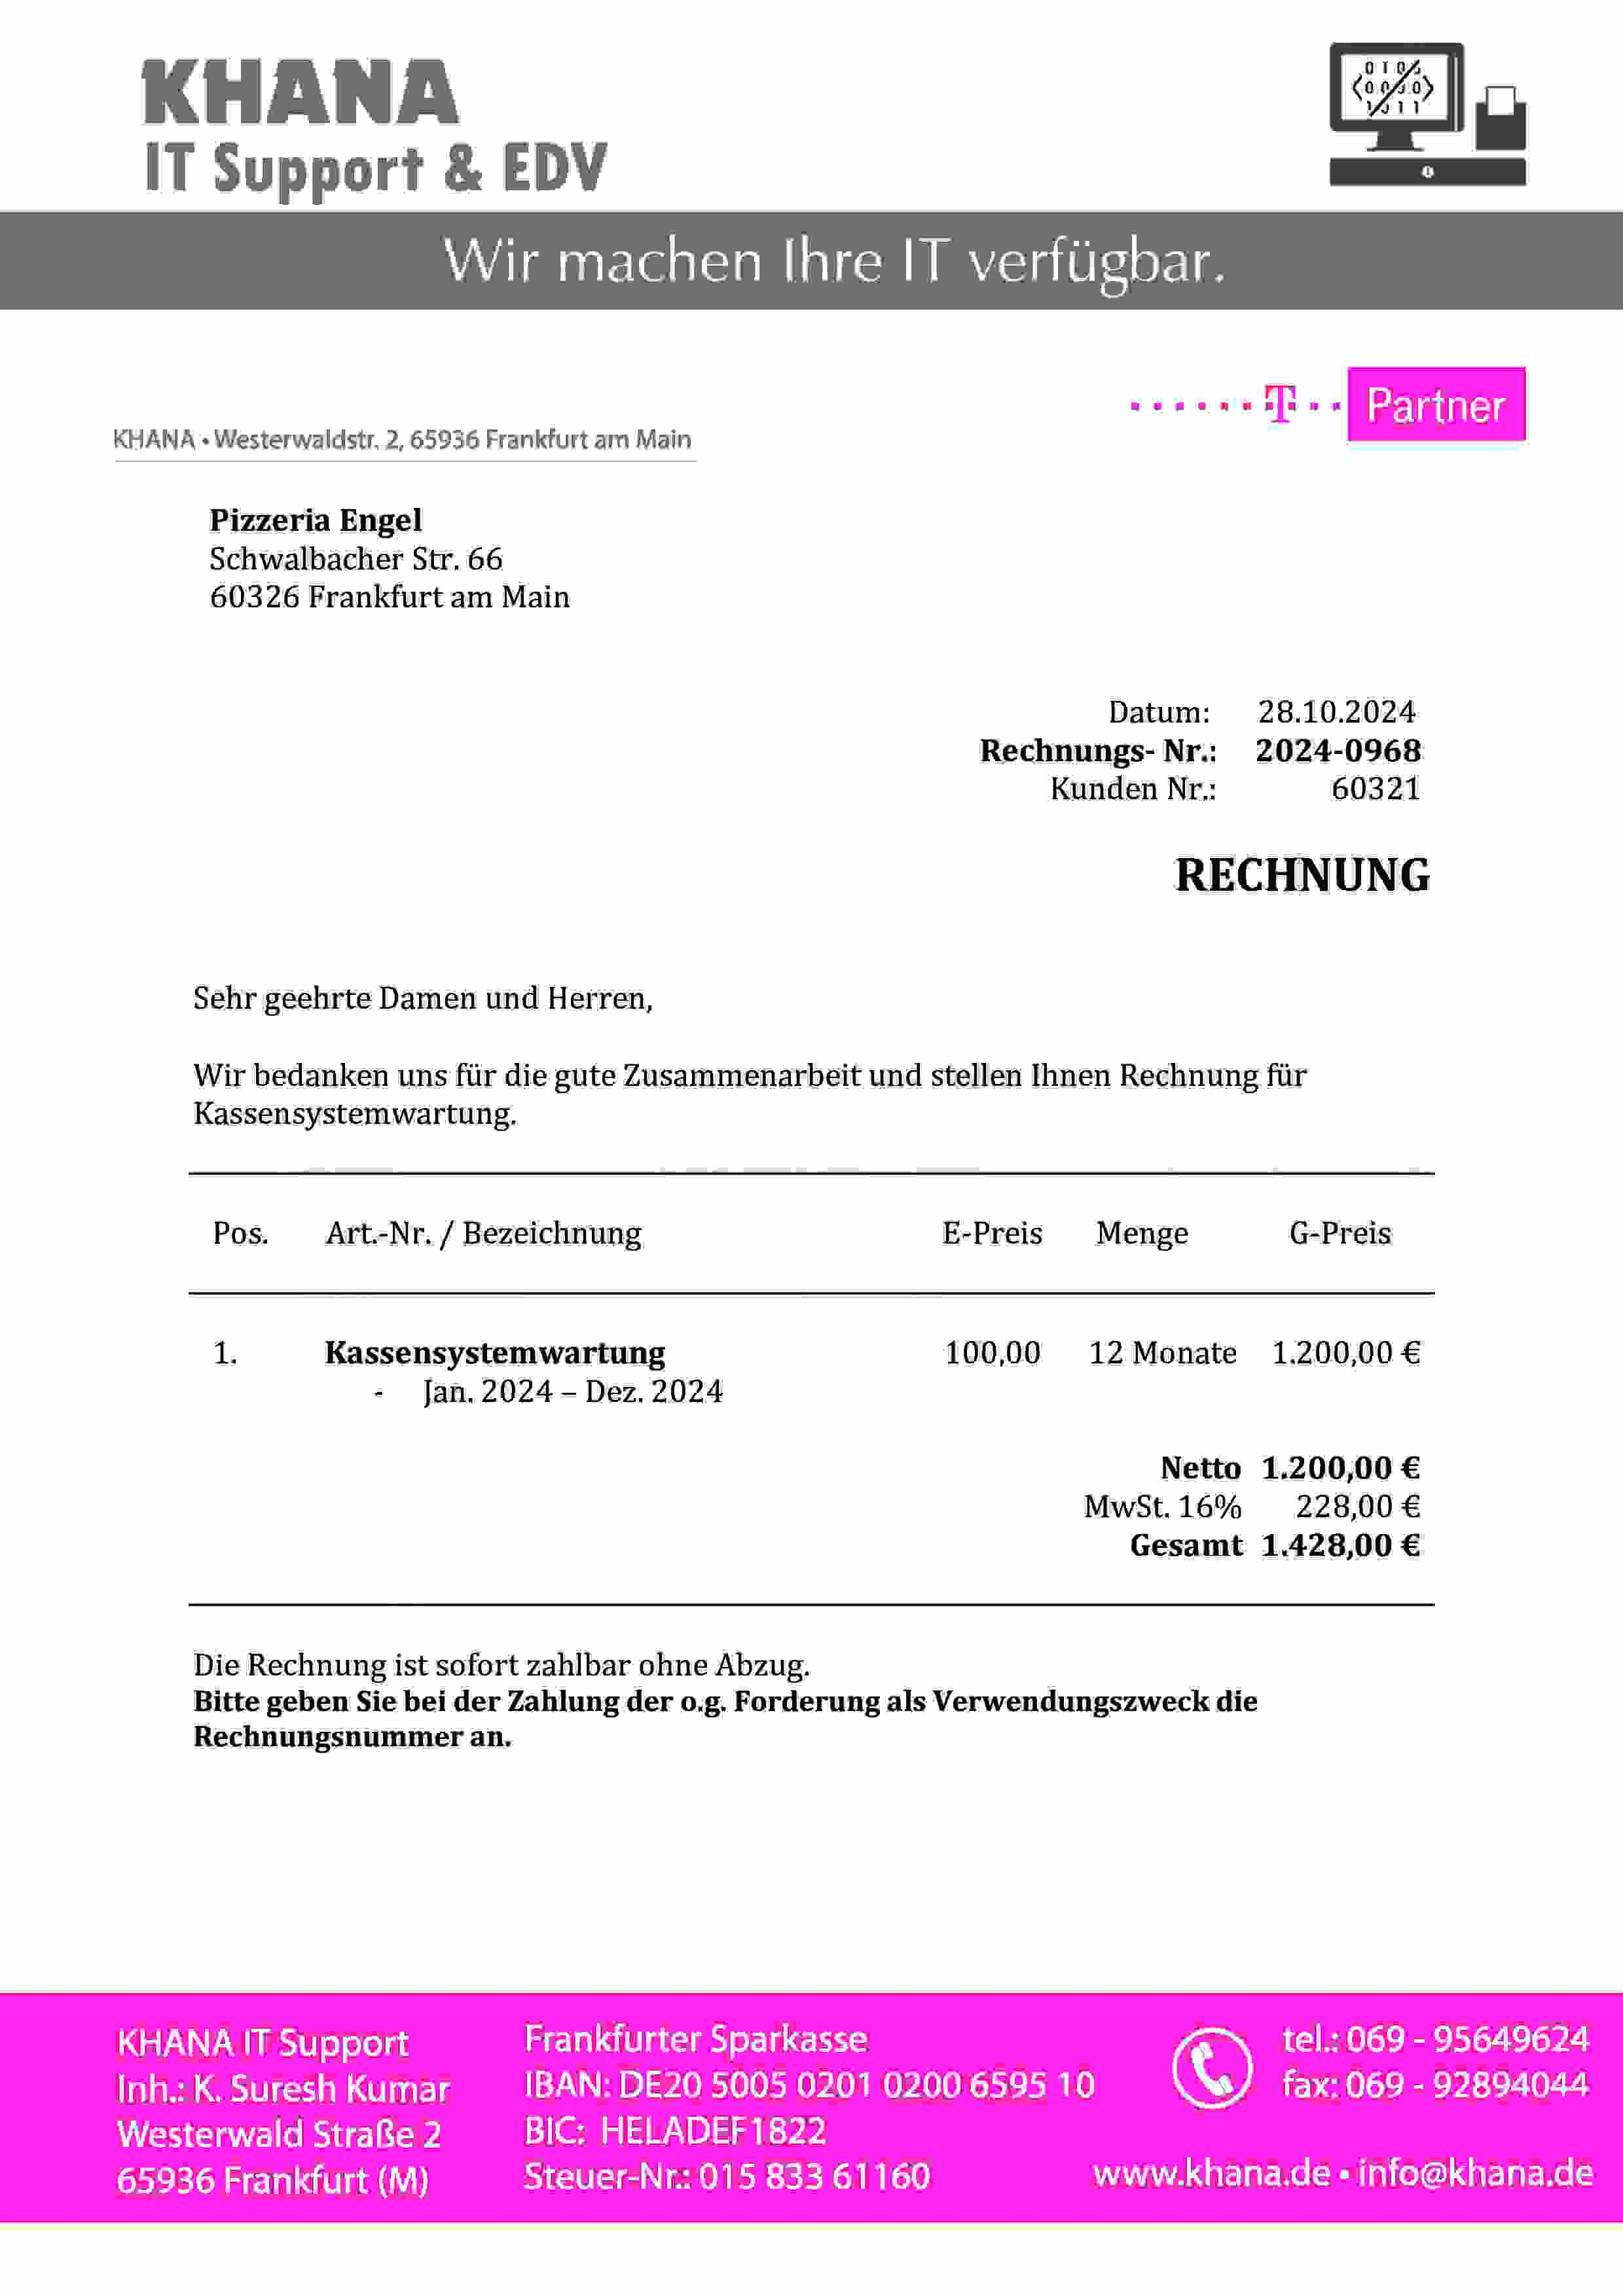 KHANA
IT Support & EDV
Wir machen Ihre IT verfügbar.
T Partner
KHANA • Westerwaldstr. 2, 65936 Frankfurt am Main
Pizzeria Engel
Schwalbacher Str. 66
60326 Frankfurt am Main
Datum: 28.10.2024
Rechnungs- Nr.: 2024-0968
Kunden Nr.: 60321
RECHNUNG
Sehr geehrte Damen und Herren,
Wir bedanken uns für die gute Zusammenarbeit und stellen Ihnen Rechnung für
Kassensystemwartung.
Pos. Art.-Nr. / Bezeichnung E-Preis Menge G-Preis
1. Kassensystemwartung 100,00 12 Monate 1.200,00 €
- Jan. 2024 – Dez. 2024
Netto 1.200,00 €
MwSt. 16% 228,00 €
Gesamt 1.428,00 €
Die Rechnung ist sofort zahlbar ohne Abzug.
Bitte geben Sie bei der Zahlung der o.g. Forderung als Verwendungszweck die
Rechnungsnummer an.
KHANA IT Support
Inh.: K. Suresh Kumar
Westerwald Straße 2
65936 Frankfurt (M)
Frankfurter Sparkasse
IBAN: DE20 5005 0201 0200 6595 10
BIC: HELADEF1822
Steuer-Nr.: 015 833 61160
tel.: 069 - 95649624
fax: 069 - 92894044
www.khana.de • info@khana.de